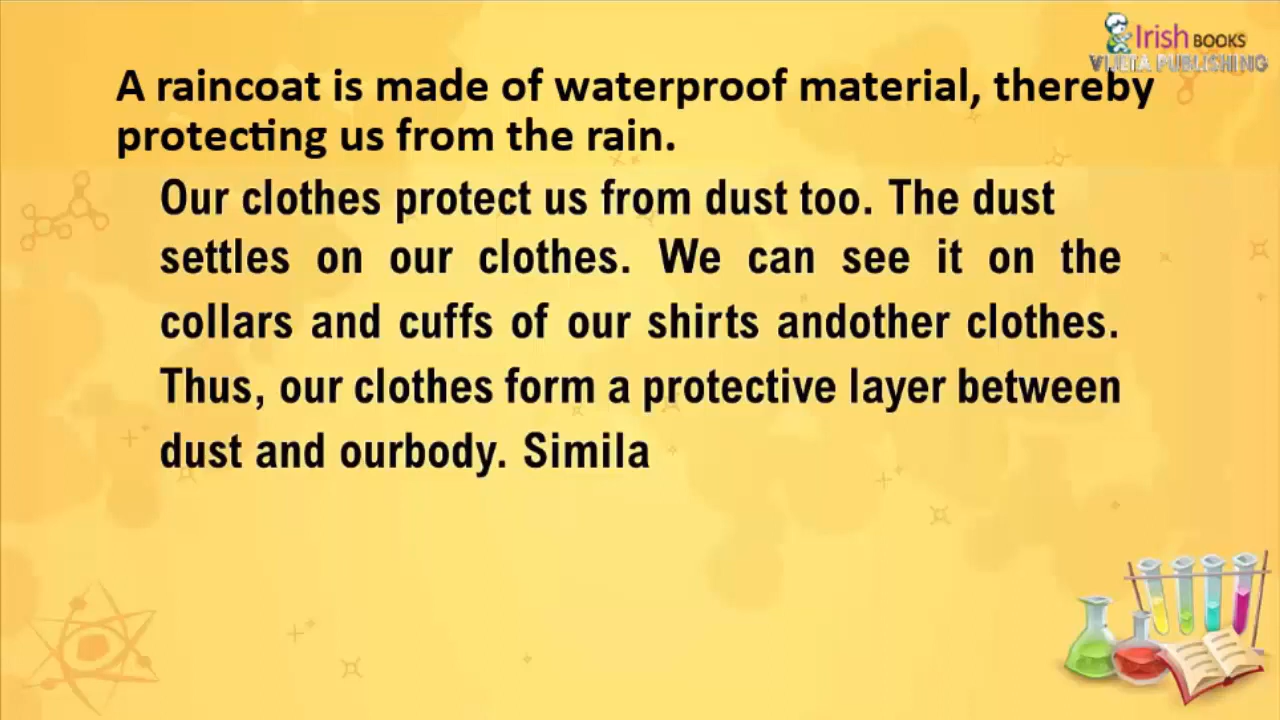 Irish BOOKS
VIJETA PUBLISHING
A raincoat is made of waterproof material, thereby
protecting us from the rain.
Our clothes protect us from dust too. The dust
settles on our clothes. We can see it on the
collars and cuffs of our shirts andother clothes.
Thus, our clothes form a protective layer between
dust and ourbody. Simila